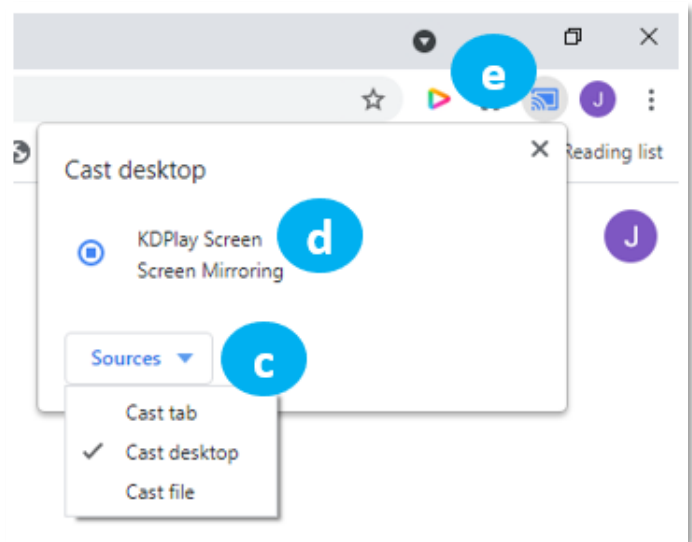 e
J
Reading list
Cast desktop
J
KDPlay Screen
d
Screen Mirroring
Sources
c
Cast tab
Cast desktop
Cast file